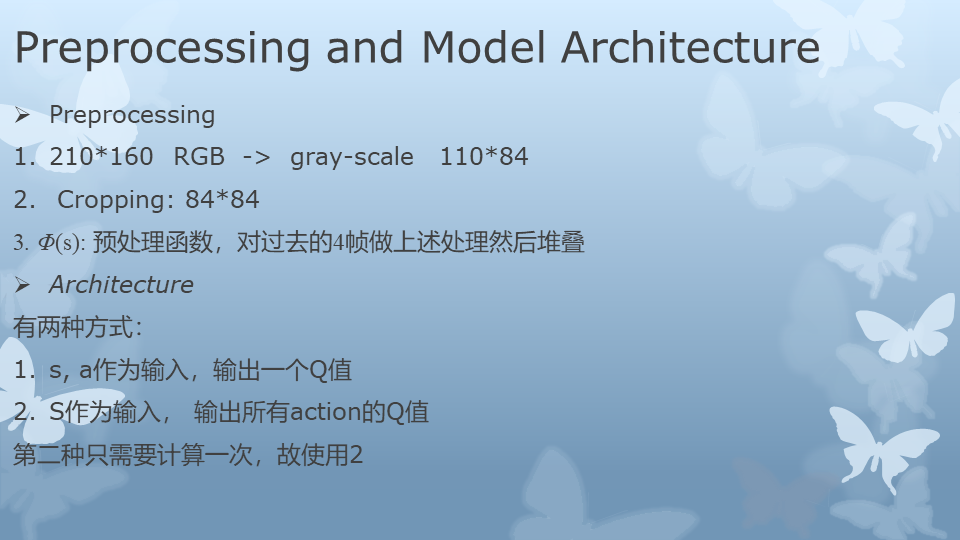 Preprocessing and Model Architecture
➢ Preprocessing
1. 210*160 RGB -> gray-scale 110*84
2. Cropping: 84*84
3. Φ(s): 预处理函数，对过去的4帧做上述处理然后堆叠
➢ Architecture
有两种方式：
1. s, a作为输入，输出一个Q值
2. S作为输入， 输出所有action的Q值
第二种只需要计算一次，故使用2